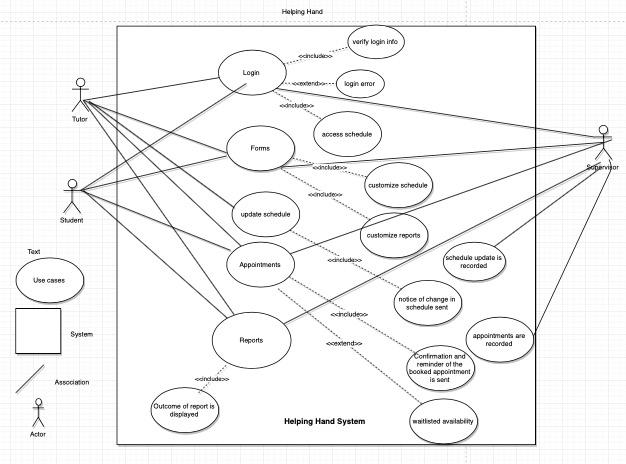 Helping Hand
verify login info
<<include>>
Login
<<extend>>
login error
<<include>>
access schedule
Tutor
Forms
Supervisor
<<include>>
customize schedule
<<include>>
Student
update schedule
customize reports
Text
<<include>>
schedule update is
recorded
Appointments
Use cases
notice of change in
schedule sent
<<include>>
System
Reports
<<extend>>
appointments are
recorded
Confirmation and
reminder of the
booked appointment
is sent
<<include>>
Association
Outcome of report is
displayed
Actor
Helping Hand System
waitlisted availability